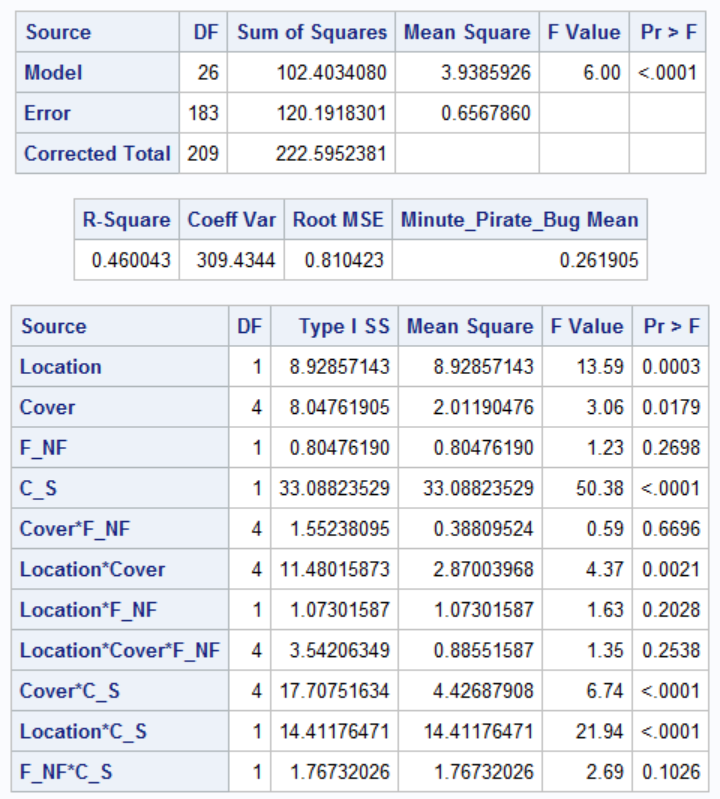 Source DF Sum of Squares Mean Square F Value Pr > F
Model 26 102.4034080 3.9385926 6.00 <.0001
Error 183 120.1918301 0.6567860
Corrected Total 209 222.5952381
R-Square Coeff Var Root MSE Minute_Pirate_Bug Mean
0.460043 309.4344 0.810423 0.261905
Source DF Type I SS Mean Square F Value Pr > F
Location 1 8.92857143 8.92857143 13.59 0.0003
Cover 4 8.04761905 2.01190476 3.06 0.0179
F_NF 1 0.80476190 0.80476190 1.23 0.2698
C_S 1 33.08823529 33.08823529 50.38 <.0001
Cover*F_NF 4 1.55238095 0.38809524 0.59 0.6696
Location*Cover 4 11.48015873 2.87003968 4.37 0.0021
Location*F_NF 1 1.07301587 1.07301587 1.63 0.2028
Location*Cover*F_NF 4 3.54206349 0.88551587 1.35 0.2538
Cover*C_S 4 17.70751634 4.42687908 6.74 <.0001
Location*C_S 1 14.41176471 14.41176471 21.94 <.0001
F_NF*C_S 1 1.76732026 1.76732026 2.69 0.1026